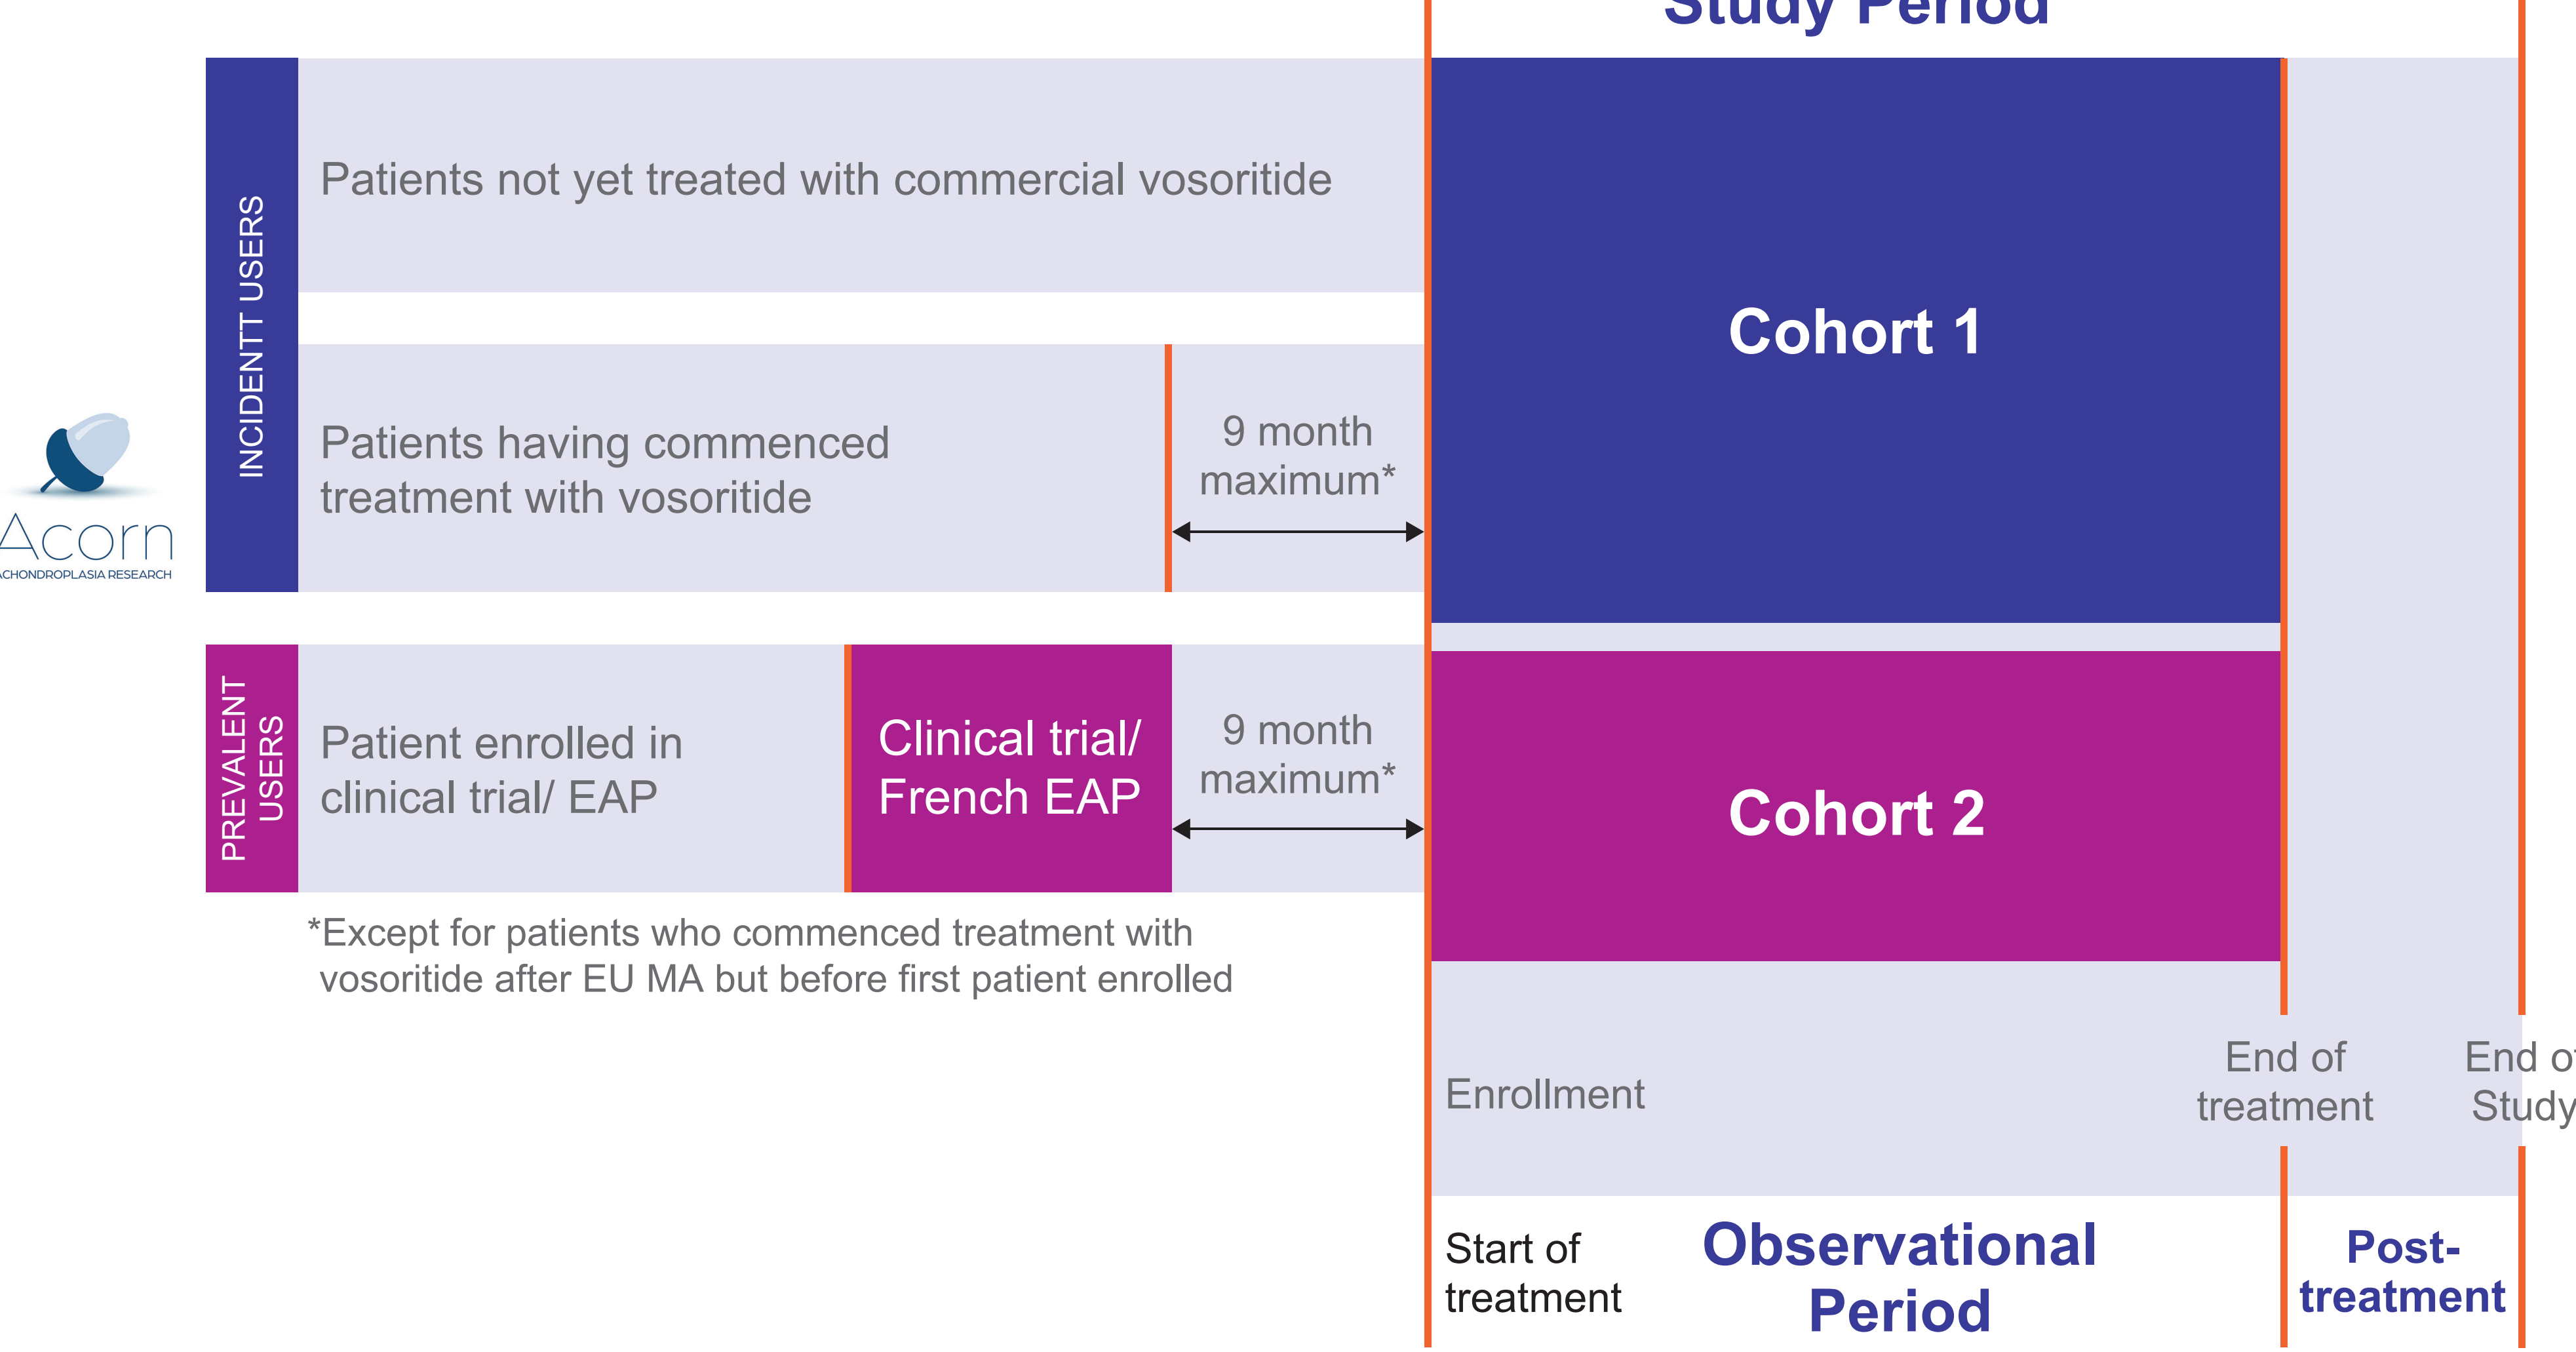 Study Period
INCIDENTT USERS
Patients not yet treated with commercial vosoritide
Cohort 1
Patients having commenced
treatment with vosoritide
9 month
maximum*
Acorn
ACHONDROPLASIA RESEARCH
PREVALENT
USERS
Patient enrolled in
clinical trial/ EAP
Clinical trial/
French EAP
9 month
maximum*
Cohort 2
*Except for patients who commenced treatment with
vosoritide after EU MA but before first patient enrolled
Enrollment
End of
treatment
End of
Study
Start of
treatment
Observational
Period
Post-
treatment